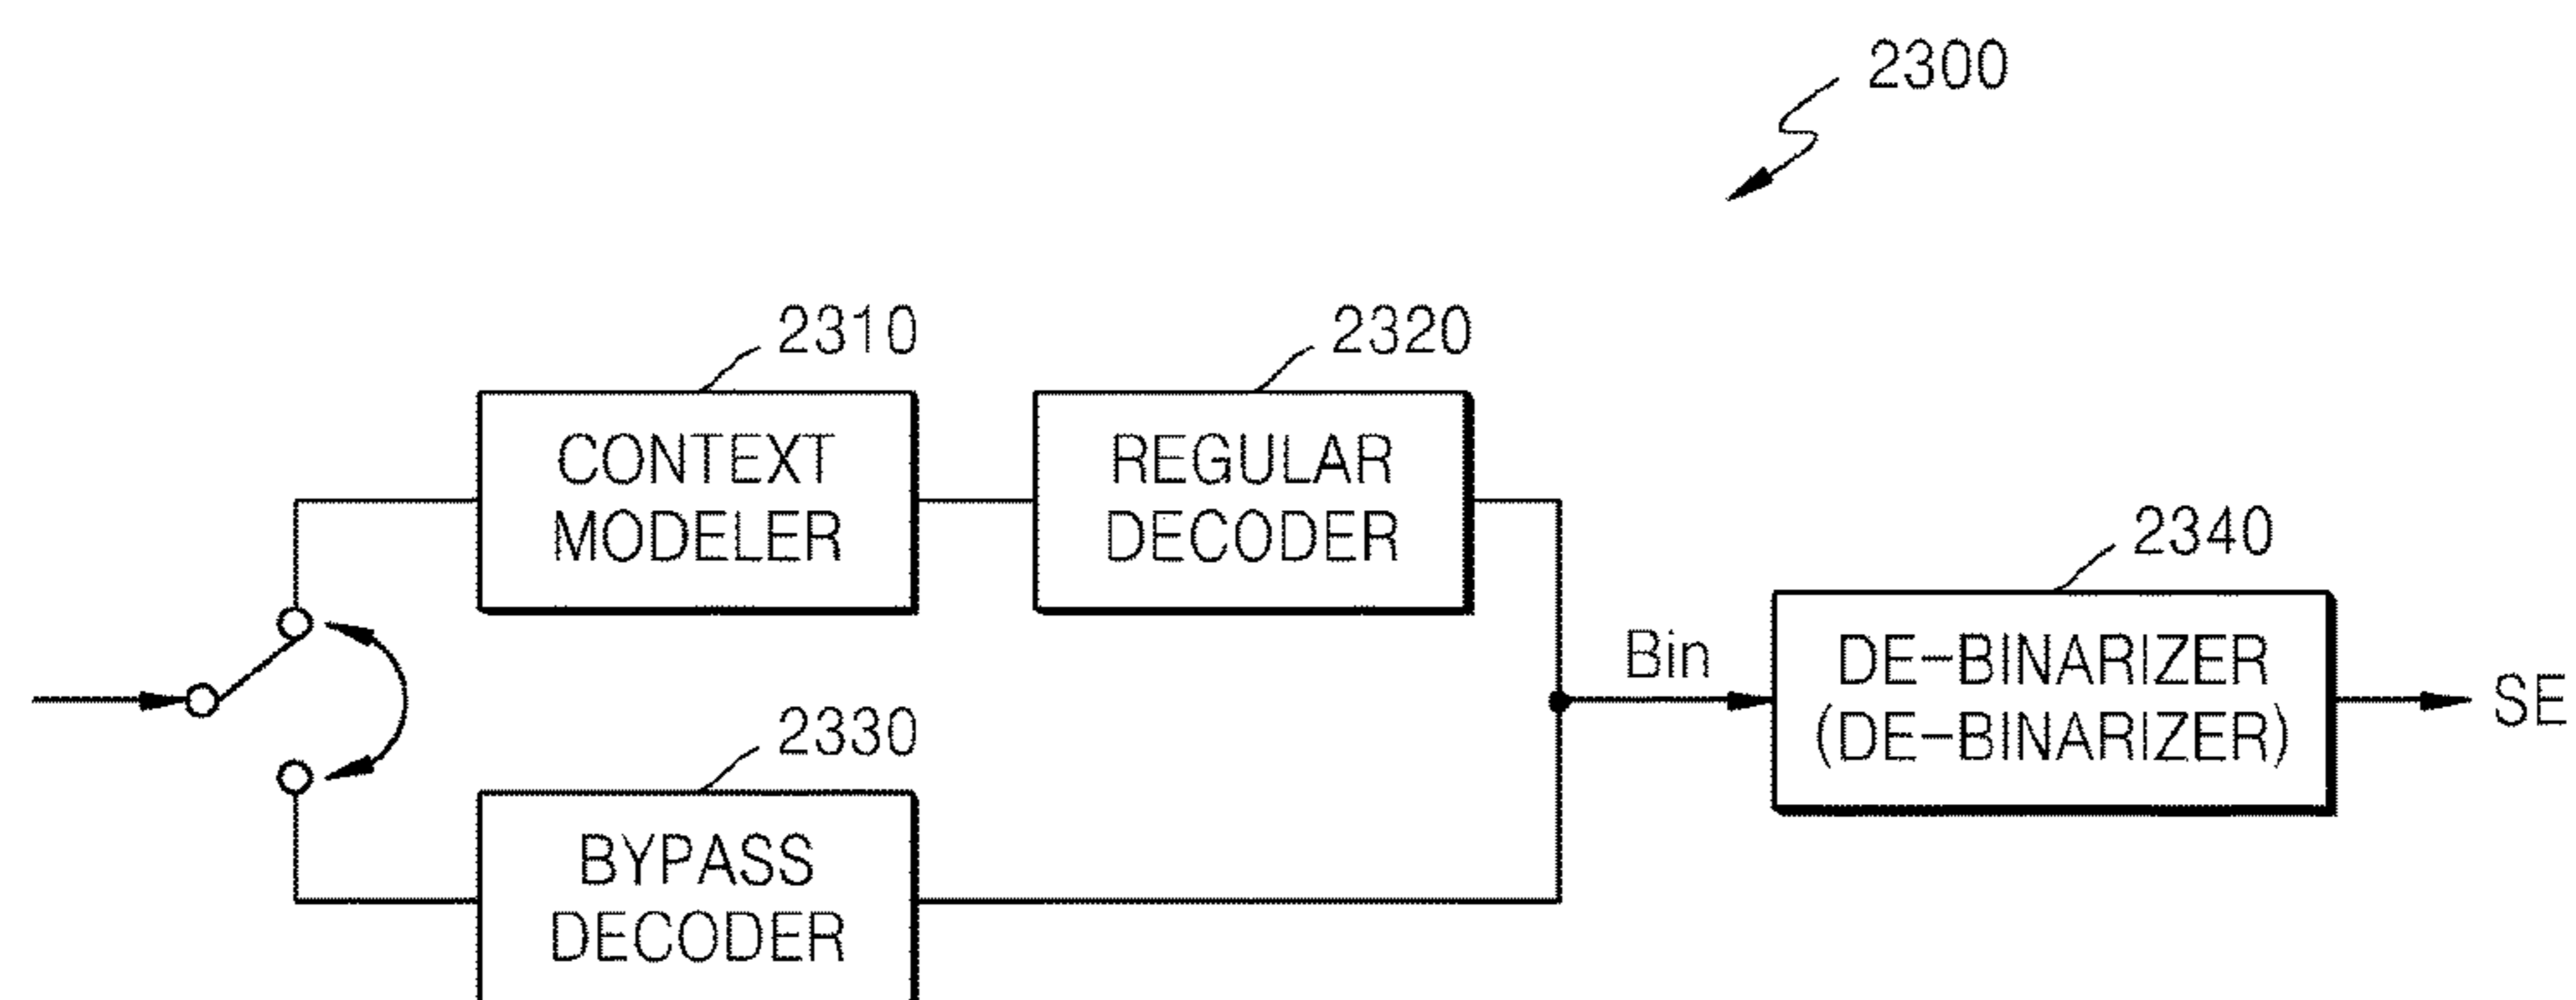 2300
2310
2320
CONTEXT
MODELER
REGULAR
DECODER
2340
Bin
DE-BINARIZER
(DE-BINARIZER)
SE
2330
BYPASS
DECODER